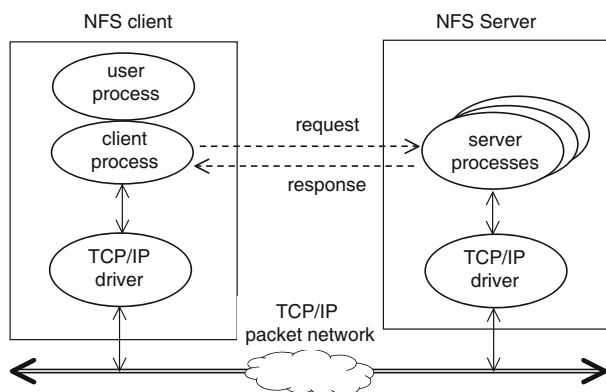 NFS client
NFS Server
user
process
client
process
request
response
server
processes
TCP/IP
driver
TCP/IP
driver
TCP/IP
packet network